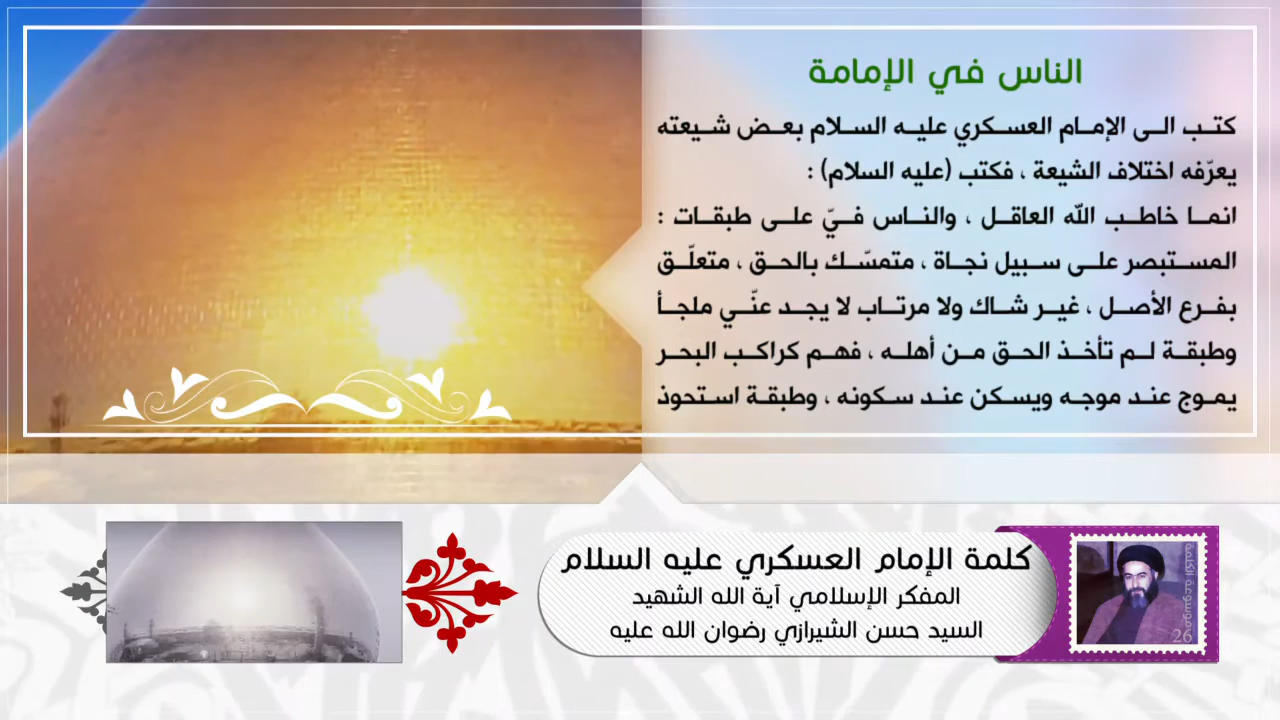 الناس في الإمامة
كتب الى الإمام العسكري عليه السلام بعض شيعته
يعرّفه اختلاف الشيعة ، فكتب (عليه السلام) :
انما خاطب الله العاقل ، والناس فيّ على طبقات :
المستبصر على سبيل نجاة ، متمسّك بالحق ، متعلّق
بفرع الأصل ، غير شاك ولا مرتاب لا يجد عنّي ملجأ
وطبقة لم تأخذ الحق من أهله ، فهم كراكب البحر
يموج عند موجه ويسكن عند سكونه ، وطبقة استحوذ
كلمة الإمام العسكري عليه السلام
المفكر الإسلامي آية الله الشهيد
السيد حسن الشيرازي رضوان الله عليه
موسوعة الكلمة
26